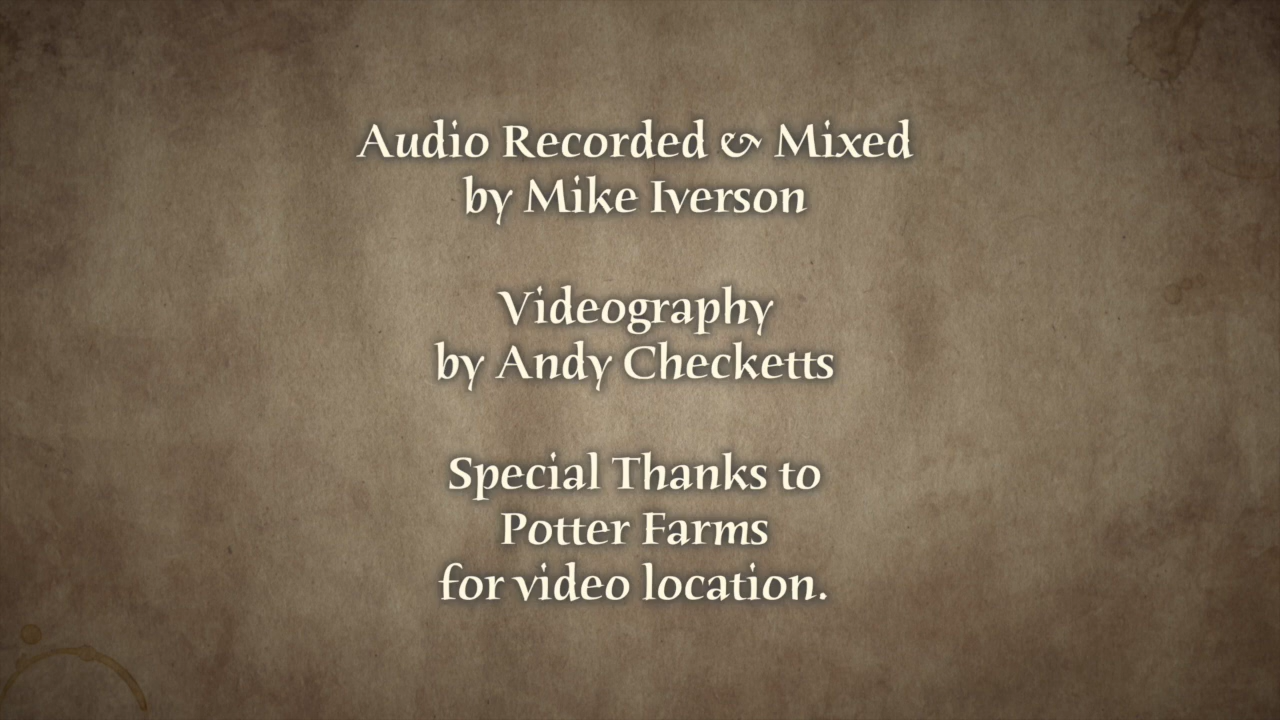 Audio Recorded & Mixed
by Mike Iverson
Videography
by Andy Checketts
Special Thanks to
Potter Farms
for video location.